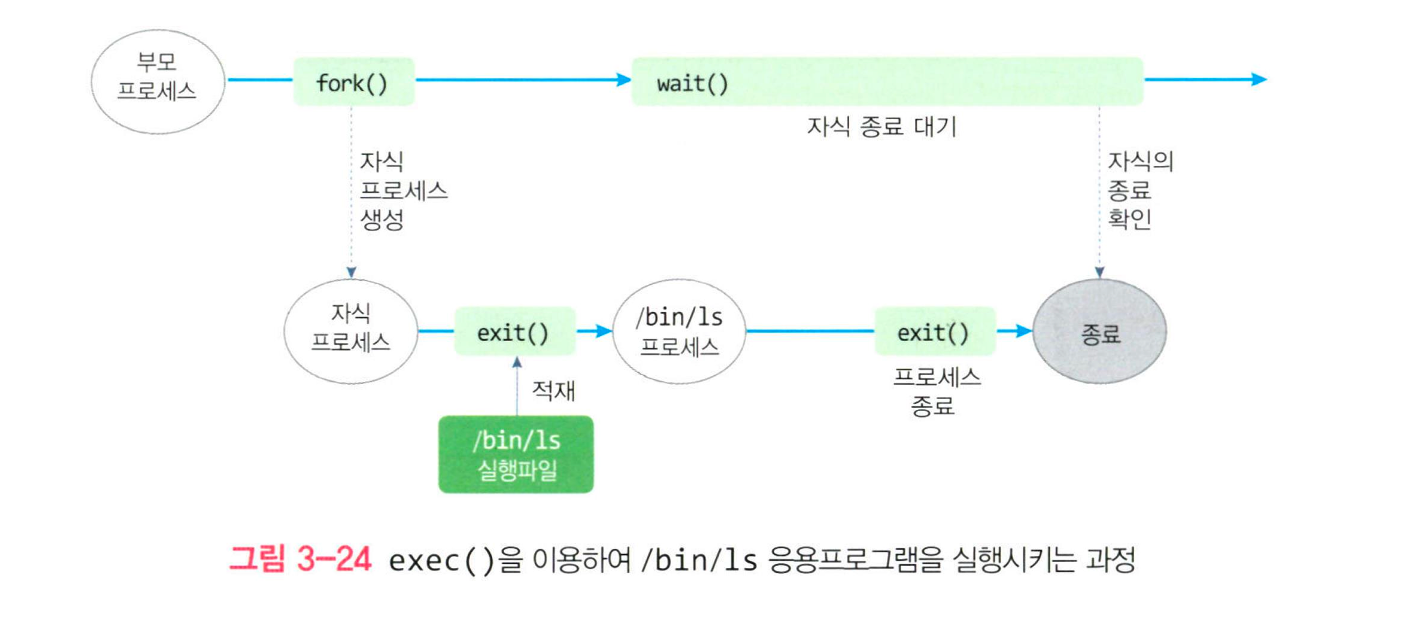 부모
프로세스
fork()
wait()
자식 종료 대기
자식
프로세스
생성
자식의
종료
확인
자식
프로세스
exit()
/bin/ls
프로세스
exit()
종료
적재
프로세스
종료
/bin/ls
실행파일
그림 3-24 exec()을 이용하여 /bin/ls 응용프로그램을 실행시키는 과정